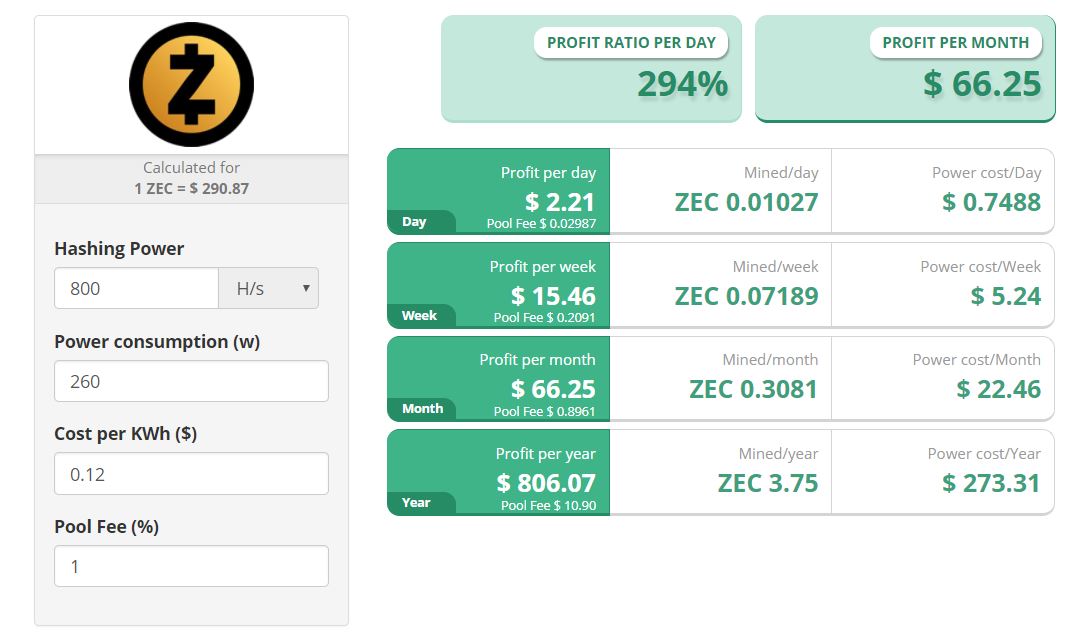 Calculated for
1 ZEC = $ 290.87
Hashing Power
800 H/s
Power consumption (w)
260
Cost per KWh ($)
0.12
Pool Fee (%)
1
PROFIT RATIO PER DAY
294%
PROFIT PER MONTH
$ 66.25
Profit per day
$ 2.21
Day
Pool Fee $ 0.02987
Mined/day
ZEC 0.01027
Power cost/Day
$ 0.7488
Profit per week
$ 15.46
Week
Pool Fee $ 0.2091
Mined/week
ZEC 0.07189
Power cost/Week
$ 5.24
Profit per month
$ 66.25
Month
Pool Fee $ 0.8961
Mined/month
ZEC 0.3081
Power cost/Month
$ 22.46
Profit per year
$ 806.07
Year
Pool Fee $ 10.90
Mined/year
ZEC 3.75
Power cost/Year
$ 273.31